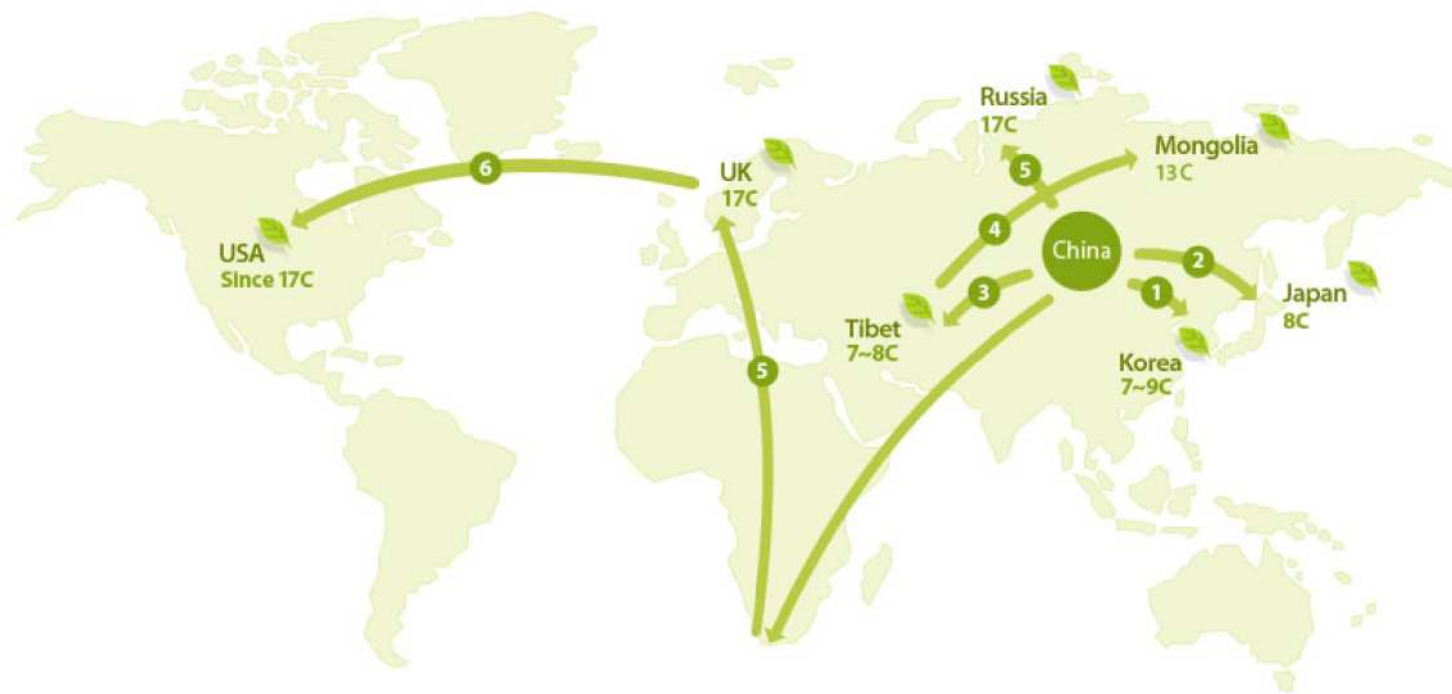 Russia
17C
5
Mongolia
13C
6
UK
17C
4
China
2
USA
Since 17C
3
1
Japan
8C
Tibet
7~8C
Korea
7~9C
5